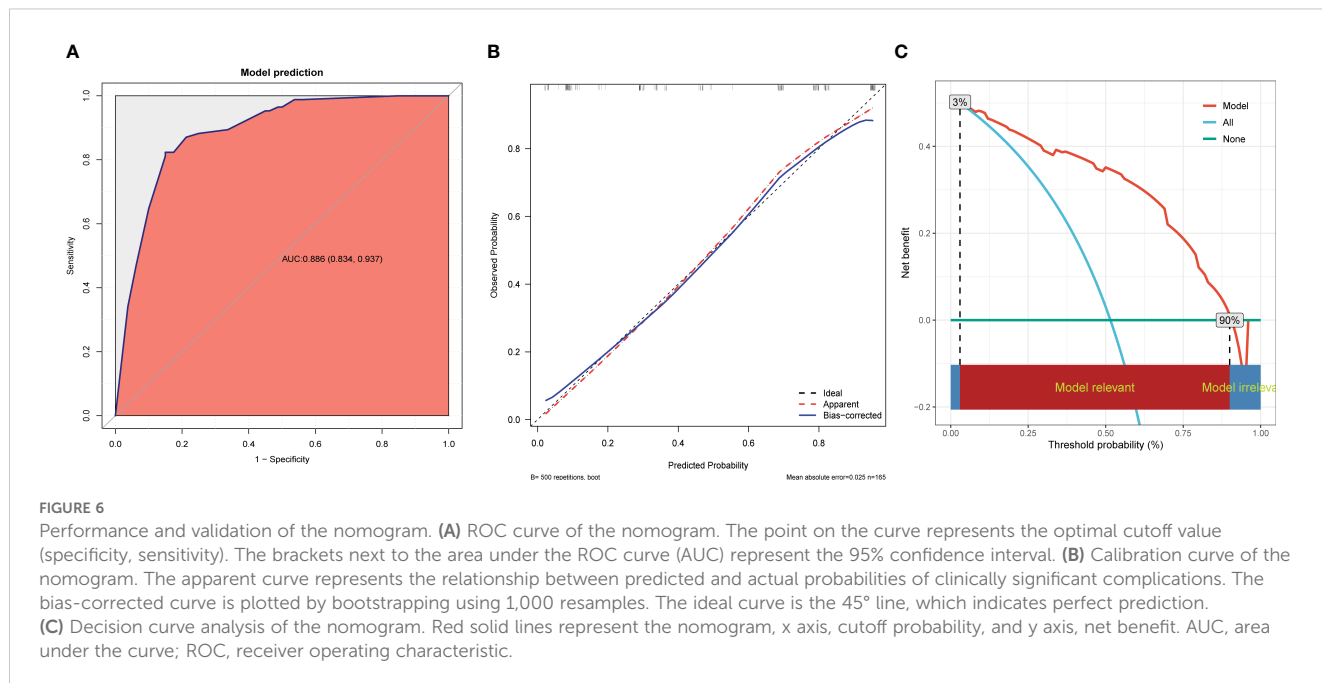 A
Model prediction
1.0
0.8
0.6
0.4
0.2
0.0
Sensitivity
AUC:0.886 (0.834, 0.937)
0.0 0.2 0.4 0.6 0.8 1.0
1 − Specificity
B
0.8
0.6
0.4
0.2
0.0
Observed Probability
Ideal
Apparent
Bias−corrected
0.0 0.2 0.4 0.6 0.8
Predicted Probability
B= 500 repetitions, boot
Mean absolute error=0.025 n=165
C
3%
Model
All
None
0.4
0.2
0.0
−0.2
Net benefit
90%
Model relevant
Model irreleva
0.00 0.25 0.50 0.75 1.00
Threshold probability (%)
FIGURE 6
Performance and validation of the nomogram. (A) ROC curve of the nomogram. The point on the curve represents the optimal cutoff value
(specificity, sensitivity). The brackets next to the area under the ROC curve (AUC) represent the 95% confidence interval. (B) Calibration curve of the
nomogram. The apparent curve represents the relationship between predicted and actual probabilities of clinically significant complications. The
bias-corrected curve is plotted by bootstrapping using 1,000 resamples. The ideal curve is the 45° line, which indicates perfect prediction.
(C) Decision curve analysis of the nomogram. Red solid lines represent the nomogram, x axis, cutoff probability, and y axis, net benefit. AUC, area
under the curve; ROC, receiver operating characteristic.